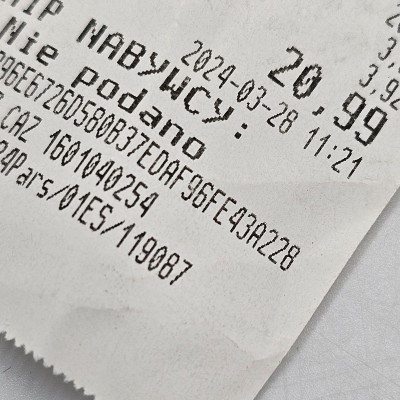 20,99
2024-03-28 11:21
NIP NABYWCY:
Nie podano
96E6726D580B37EDAF96FE43A228
CAZ 1601040254
Pars/01ES/119087